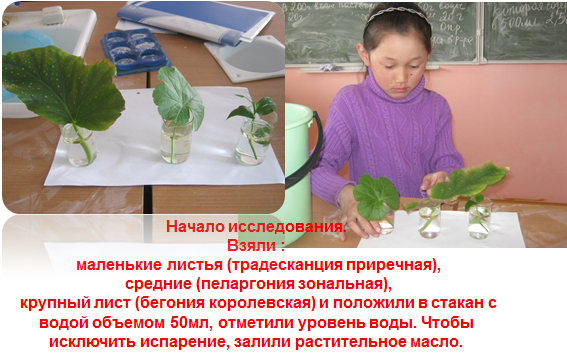 Начало исследования.
Взяли :
маленькие листья (традесканция приречная),
средние (пеларгония зональная),
крупный лист (бегония королевская) и положили в стакан с
водой объемом 50мл, отметили уровень воды. Чтобы
исключить испарение, залили растительное масло.